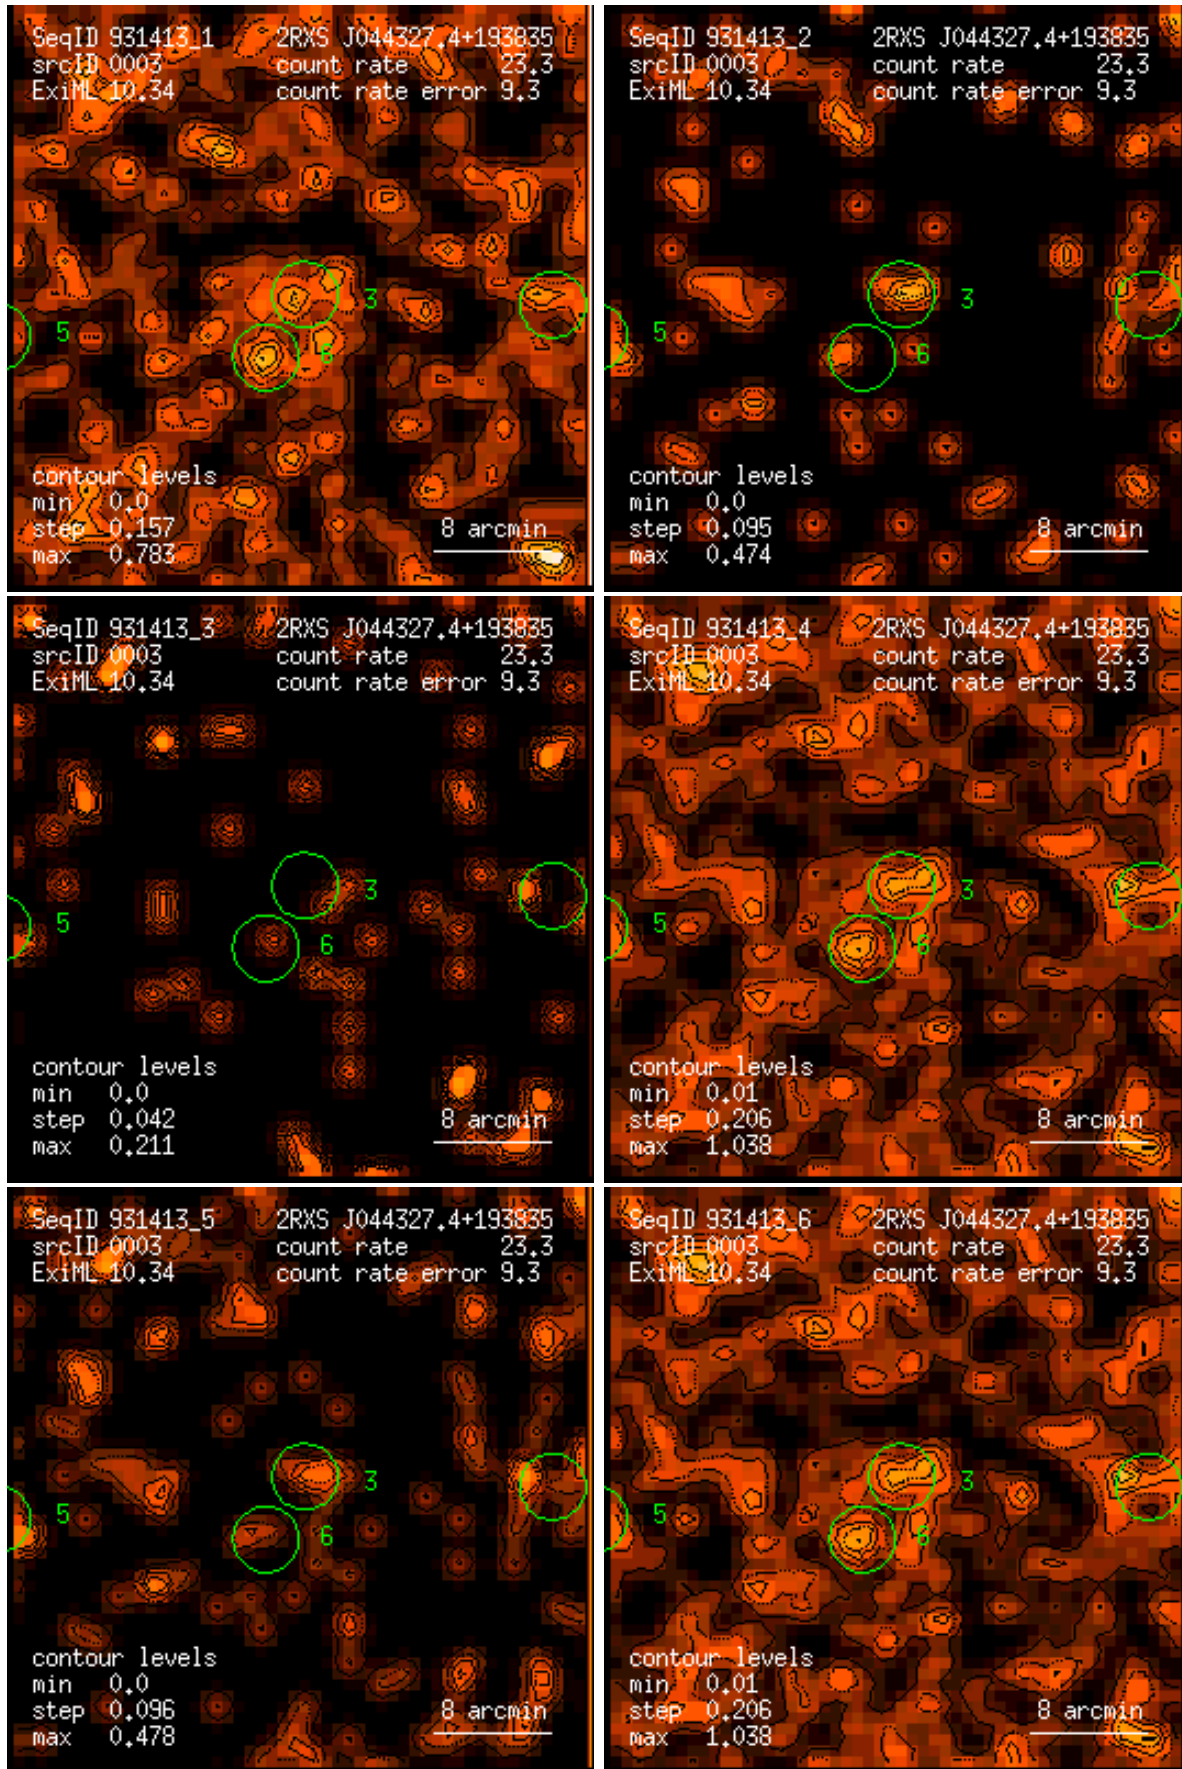 SeqID 931413_1 2RXS J044327.4+193835
srcID 0003 count rate 23.3
ExiML 10.34 count rate error 9.3
3
5
6
contour levels
min 0.0
step 0.157 8 arcmin
max 0.783
SeqID 931413_2 2RXS J044327.4+193835
srcID 0003 count rate 23.3
ExiML 10.34 count rate error 9.3
3
5
6
contour levels
min 0.0
step 0.095 8 arcmin
max 0.474
SeqID 931413_3 2RXS J044327.4+193835
srcID 0003 count rate 23.3
ExiML 10.34 count rate error 9.3
3
5
6
contour levels
min 0.0
step 0.042 8 arcmin
max 0.211
SeqID 931413_4 2RXS J044327.4+193835
srcID 0003 count rate 23.3
ExiML 10.34 count rate error 9.3
3
5
6
contour levels
min 0.01
step 0.206 8 arcmin
max 1.038
SeqID 931413_5 2RXS J044327.4+193835
srcID 0003 count rate 23.3
ExiML 10.34 count rate error 9.3
3
5
6
contour levels
min 0.0
step 0.096 8 arcmin
max 0.478
SeqID 931413_6 2RXS J044327.4+193835
srcID 0003 count rate 23.3
ExiML 10.34 count rate error 9.3
3
5
6
contour levels
min 0.01
step 0.206 8 arcmin
max 1.038